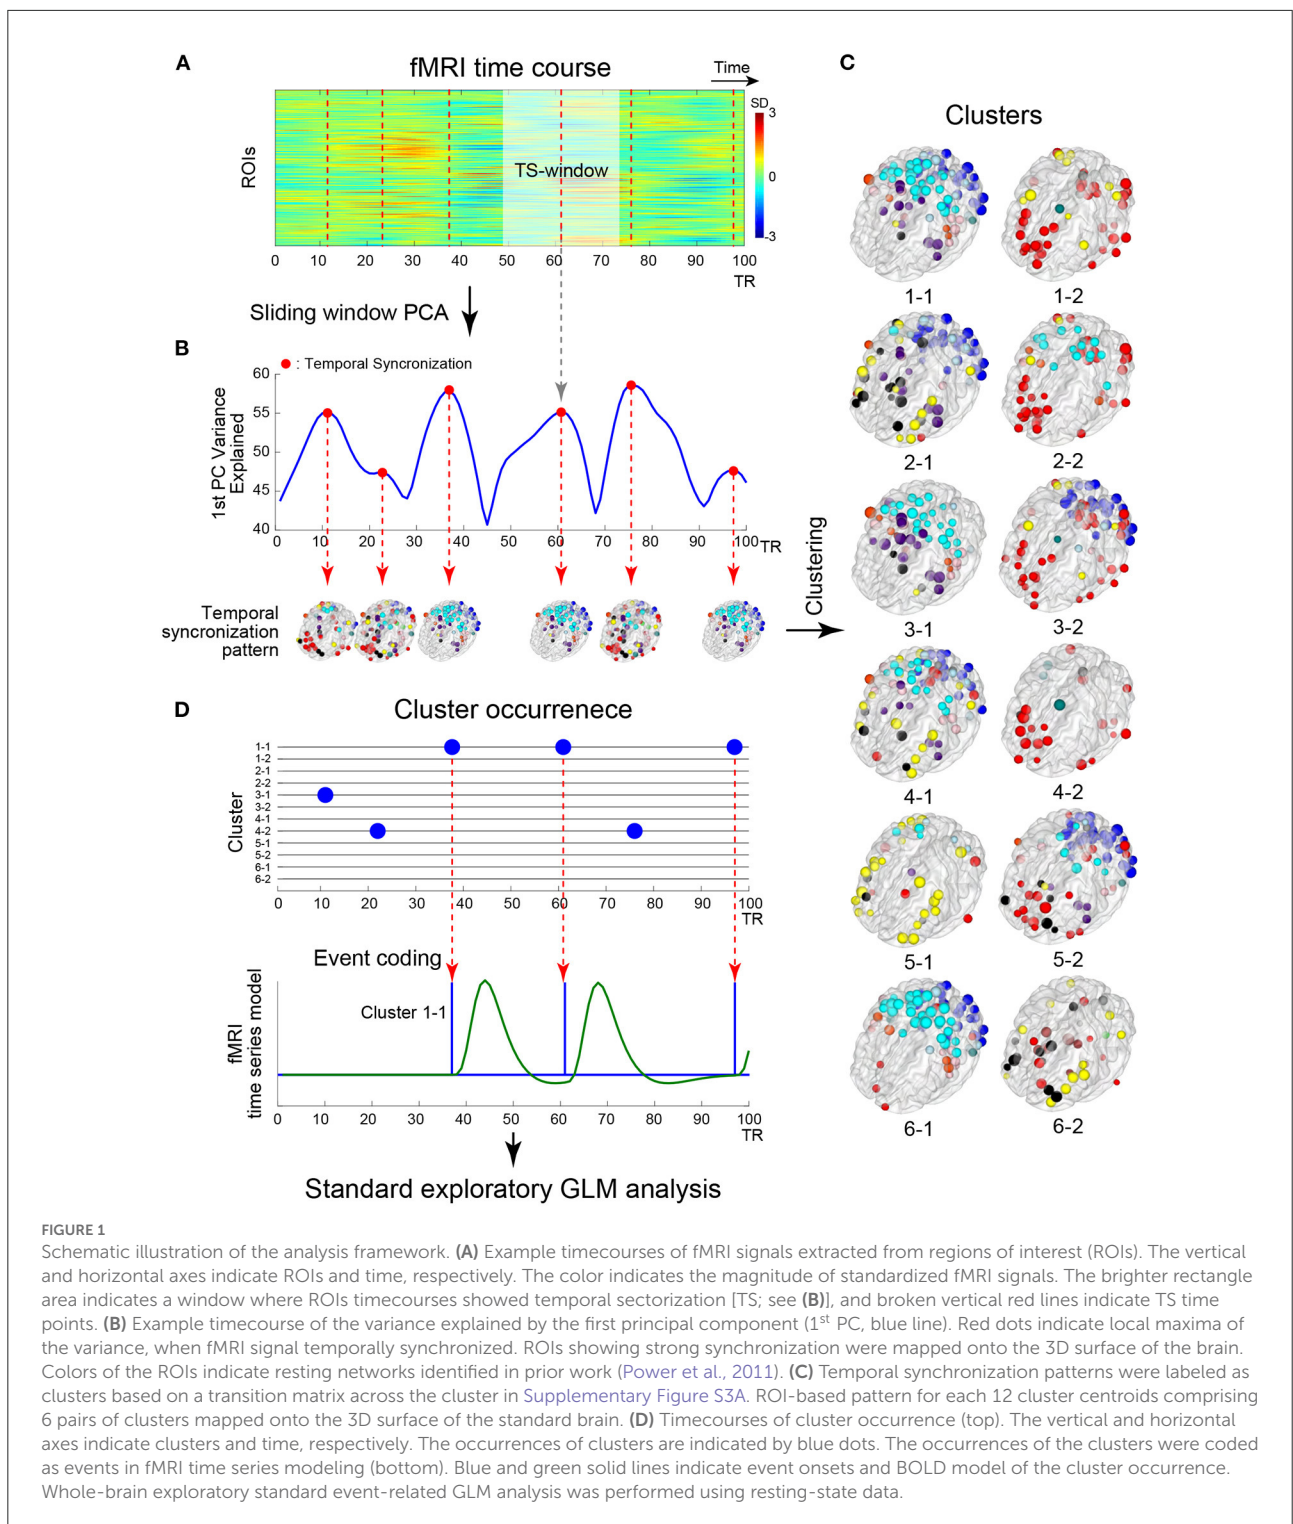 A
fMRI time course
Time
SD
3
0
-3
ROIs
TS-window
0 10 20 30 40 50 60 70 80 90 100
TR
Sliding window PCA
B
: Temporal Syncronization
1st PC Variance
Explained
60
55
50
45
40
0 10 20 30 40 50 60 70 80 90 100 TR
Temporal
syncronization
pattern
Clustering
C
Clusters
1-1 1-2
2-1 2-2
3-1 3-2
4-1 4-2
5-1 5-2
6-1 6-2
D
Cluster occurrenece
Cluster
1-1
1-2
2-1
2-2
3-1
3-2
4-1
4-2
5-1
5-2
6-1
6-2
0 10 20 30 40 50 60 70 80 90 100
TR
Event coding
Cluster 1-1
fMRI
time series model
0 10 20 30 40 50 60 70 80 90 100
TR
Standard exploratory GLM analysis
FIGURE 1
Schematic illustration of the analysis framework. (A) Example timecourses of fMRI signals extracted from regions of interest (ROIs). The vertical
and horizontal axes indicate ROIs and time, respectively. The color indicates the magnitude of standardized fMRI signals. The brighter rectangle
area indicates a window where ROIs timecourses showed temporal sectorization [TS; see (B)], and broken vertical red lines indicate TS time
points. (B) Example timecourse of the variance explained by the first principal component (1st PC, blue line). Red dots indicate local maxima of
the variance, when fMRI signal temporally synchronized. ROIs showing strong synchronization were mapped onto the 3D surface of the brain.
Colors of the ROIs indicate resting networks identified in prior work (Power et al., 2011). (C) Temporal synchronization patterns were labeled as
clusters based on a transition matrix across the cluster in Supplementary Figure S3A. ROI-based pattern for each 12 cluster centroids comprising
6 pairs of clusters mapped onto the 3D surface of the standard brain. (D) Timecourses of cluster occurrence (top). The vertical and horizontal
axes indicate clusters and time, respectively. The occurrences of clusters are indicated by blue dots. The occurrences of the clusters were coded
as events in fMRI time series modeling (bottom). Blue and green solid lines indicate event onsets and BOLD model of the cluster occurrence.
Whole-brain exploratory standard event-related GLM analysis was performed using resting-state data.